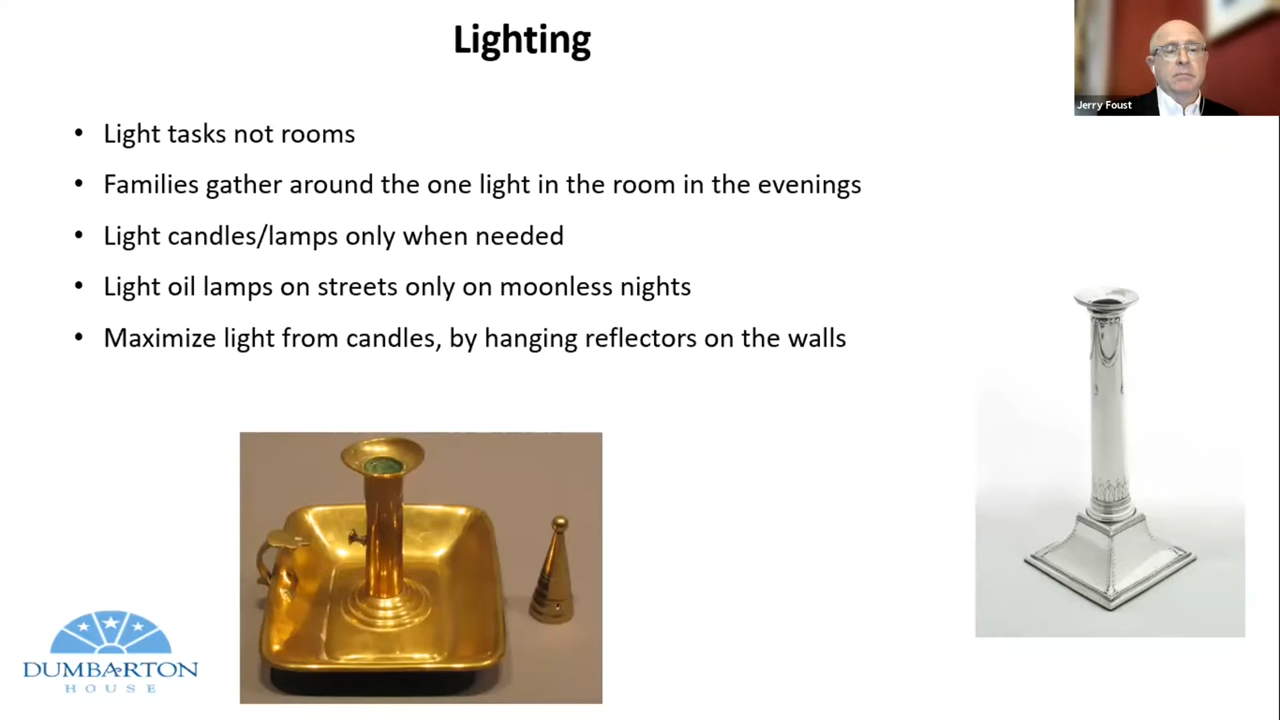 Lighting
Jerry Foust
• Light tasks not rooms
• Families gather around the one light in the room in the evenings
• Light candles/lamps only when needed
• Light oil lamps on streets only on moonless nights
• Maximize light from candles, by hanging reflectors on the walls
DUMBARTON
HOUSE